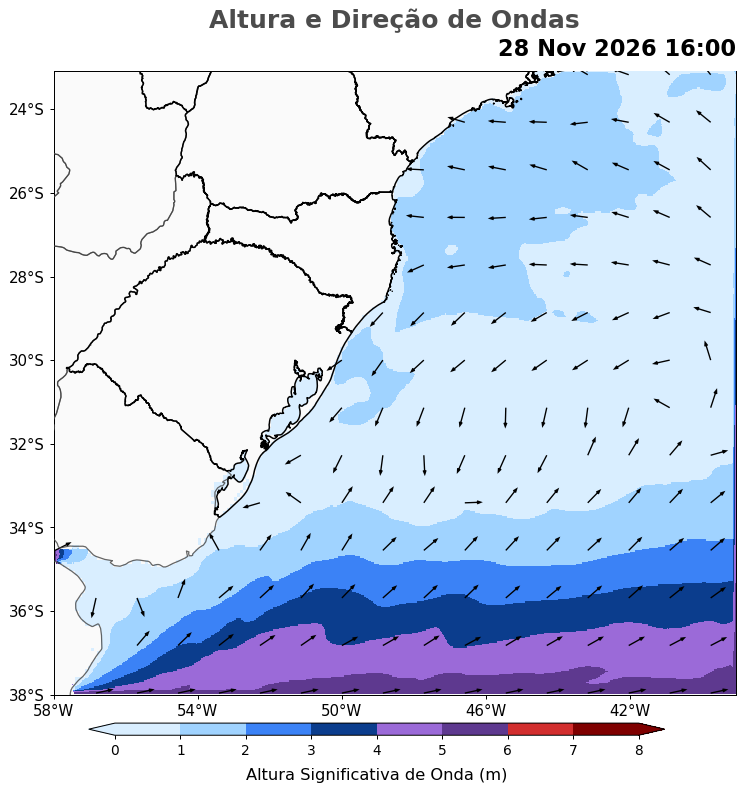 Altura e Direção de Ondas
28 Nov 2026 16:00
24°S
26°S
28°S
30°S
32°S
34°S
36°S
38°S
58°W 54°W 50°W 46°W 42°W
0 1 2 3 4 5 6 7 8
Altura Significativa de Onda (m)